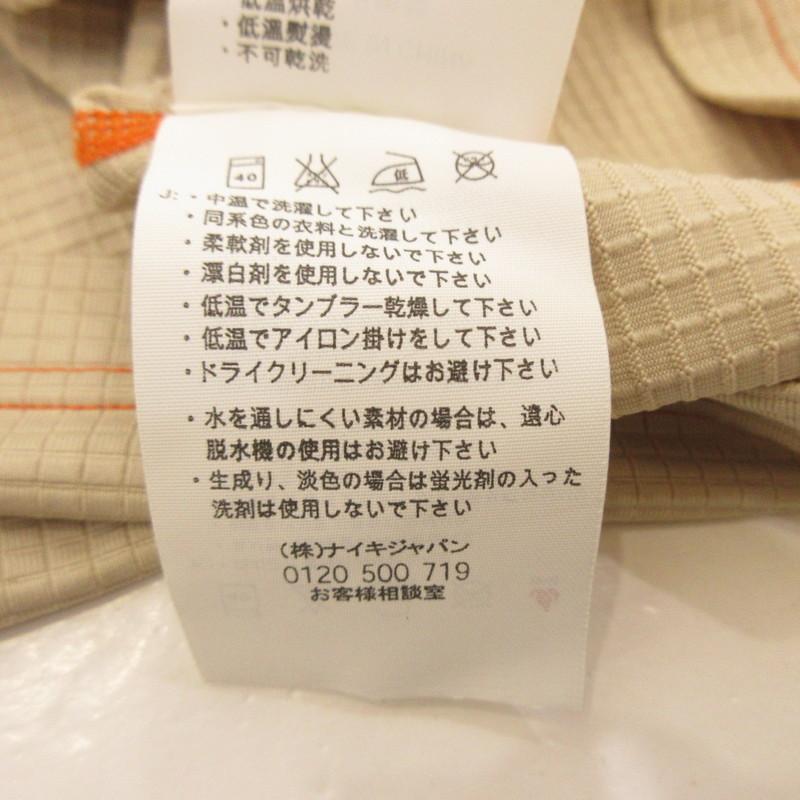 低温烘乾
・低温熨燙
・不可乾洗
40
低
J:・中温で洗濯して下さい
・同系色の衣料と洗濯して下さい
・柔軟剤を使用しないで下さい
・漂白剤を使用しないで下さい
・低温でタンブラー乾燥して下さい
・低温でアイロン掛けをして下さい
・ドライクリーニングはお避け下さい
・水を通しにくい素材の場合は、遠心
脱水機の使用はお避け下さい
・生成り、淡色の場合は蛍光剤の入った
洗剤は使用しないで下さい
(株)ナイキジャパン
0120 500 719
お客様相談室